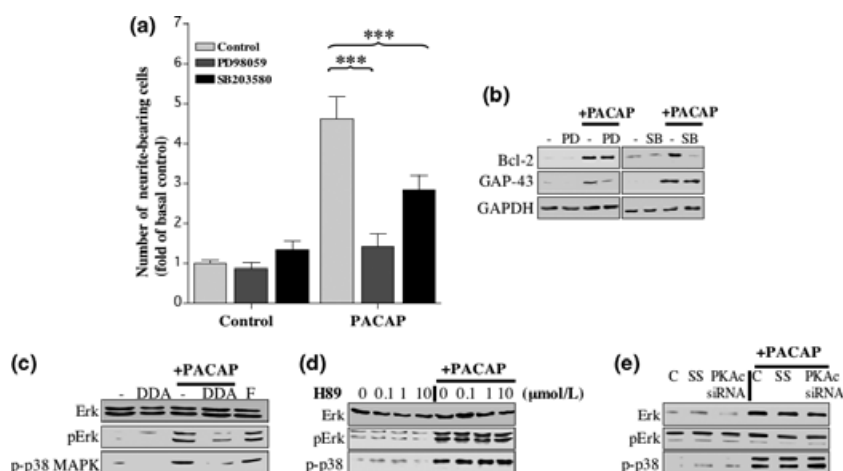 (a)
Number of neurite-bearing cells
(fold of basal control)
7
6
5
4
3
2
1
0
Control
PD98059
SB203580
***
***
Control
PACAP
(b)
+PACAP
+PACAP
- PD - PD - SB - SB
Bcl-2
GAP-43
GAPDH
(c)
+PACAP
- DDA - DDA F
Erk
pErk
p-p38 MAPK
(d)
+PACAP
H89 0 0.1 1 10 0 0.1 1 10 (μmol/L)
Erk
pErk
p-p38
(e)
+PACAP
C SS PKAc siRNA C SS PKAc siRNA
Erk
pErk
p-p38